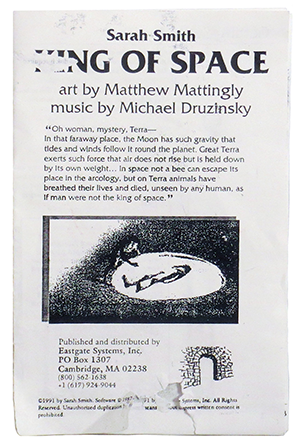 Sarah Smith
KING OF SPACE
art by Matthew Mattingly
music by Michael Druzinsky
"Oh woman, mystery, Terra—
In that faraway place, the Moon has such gravity that
tides and winds follow it round the planet. Great Terra
exerts such force that air does not rise but is held down
by its own weight... In space not a bee can escape its
place in the arcology, but on Terra animals have
breathed their lives and died, unseen by any human, as
if man were not the king of space."
Published and distributed by
Eastgate Systems, Inc.
PO Box 1307
Cambridge, MA 02238
(800) 562-1638
+1 (617) 924-9044
©1991 by Sarah Smith. Software ©1991 Systems, Inc. All Rights
Reserved. Unauthorized duplication means express written consent is
prohibited.